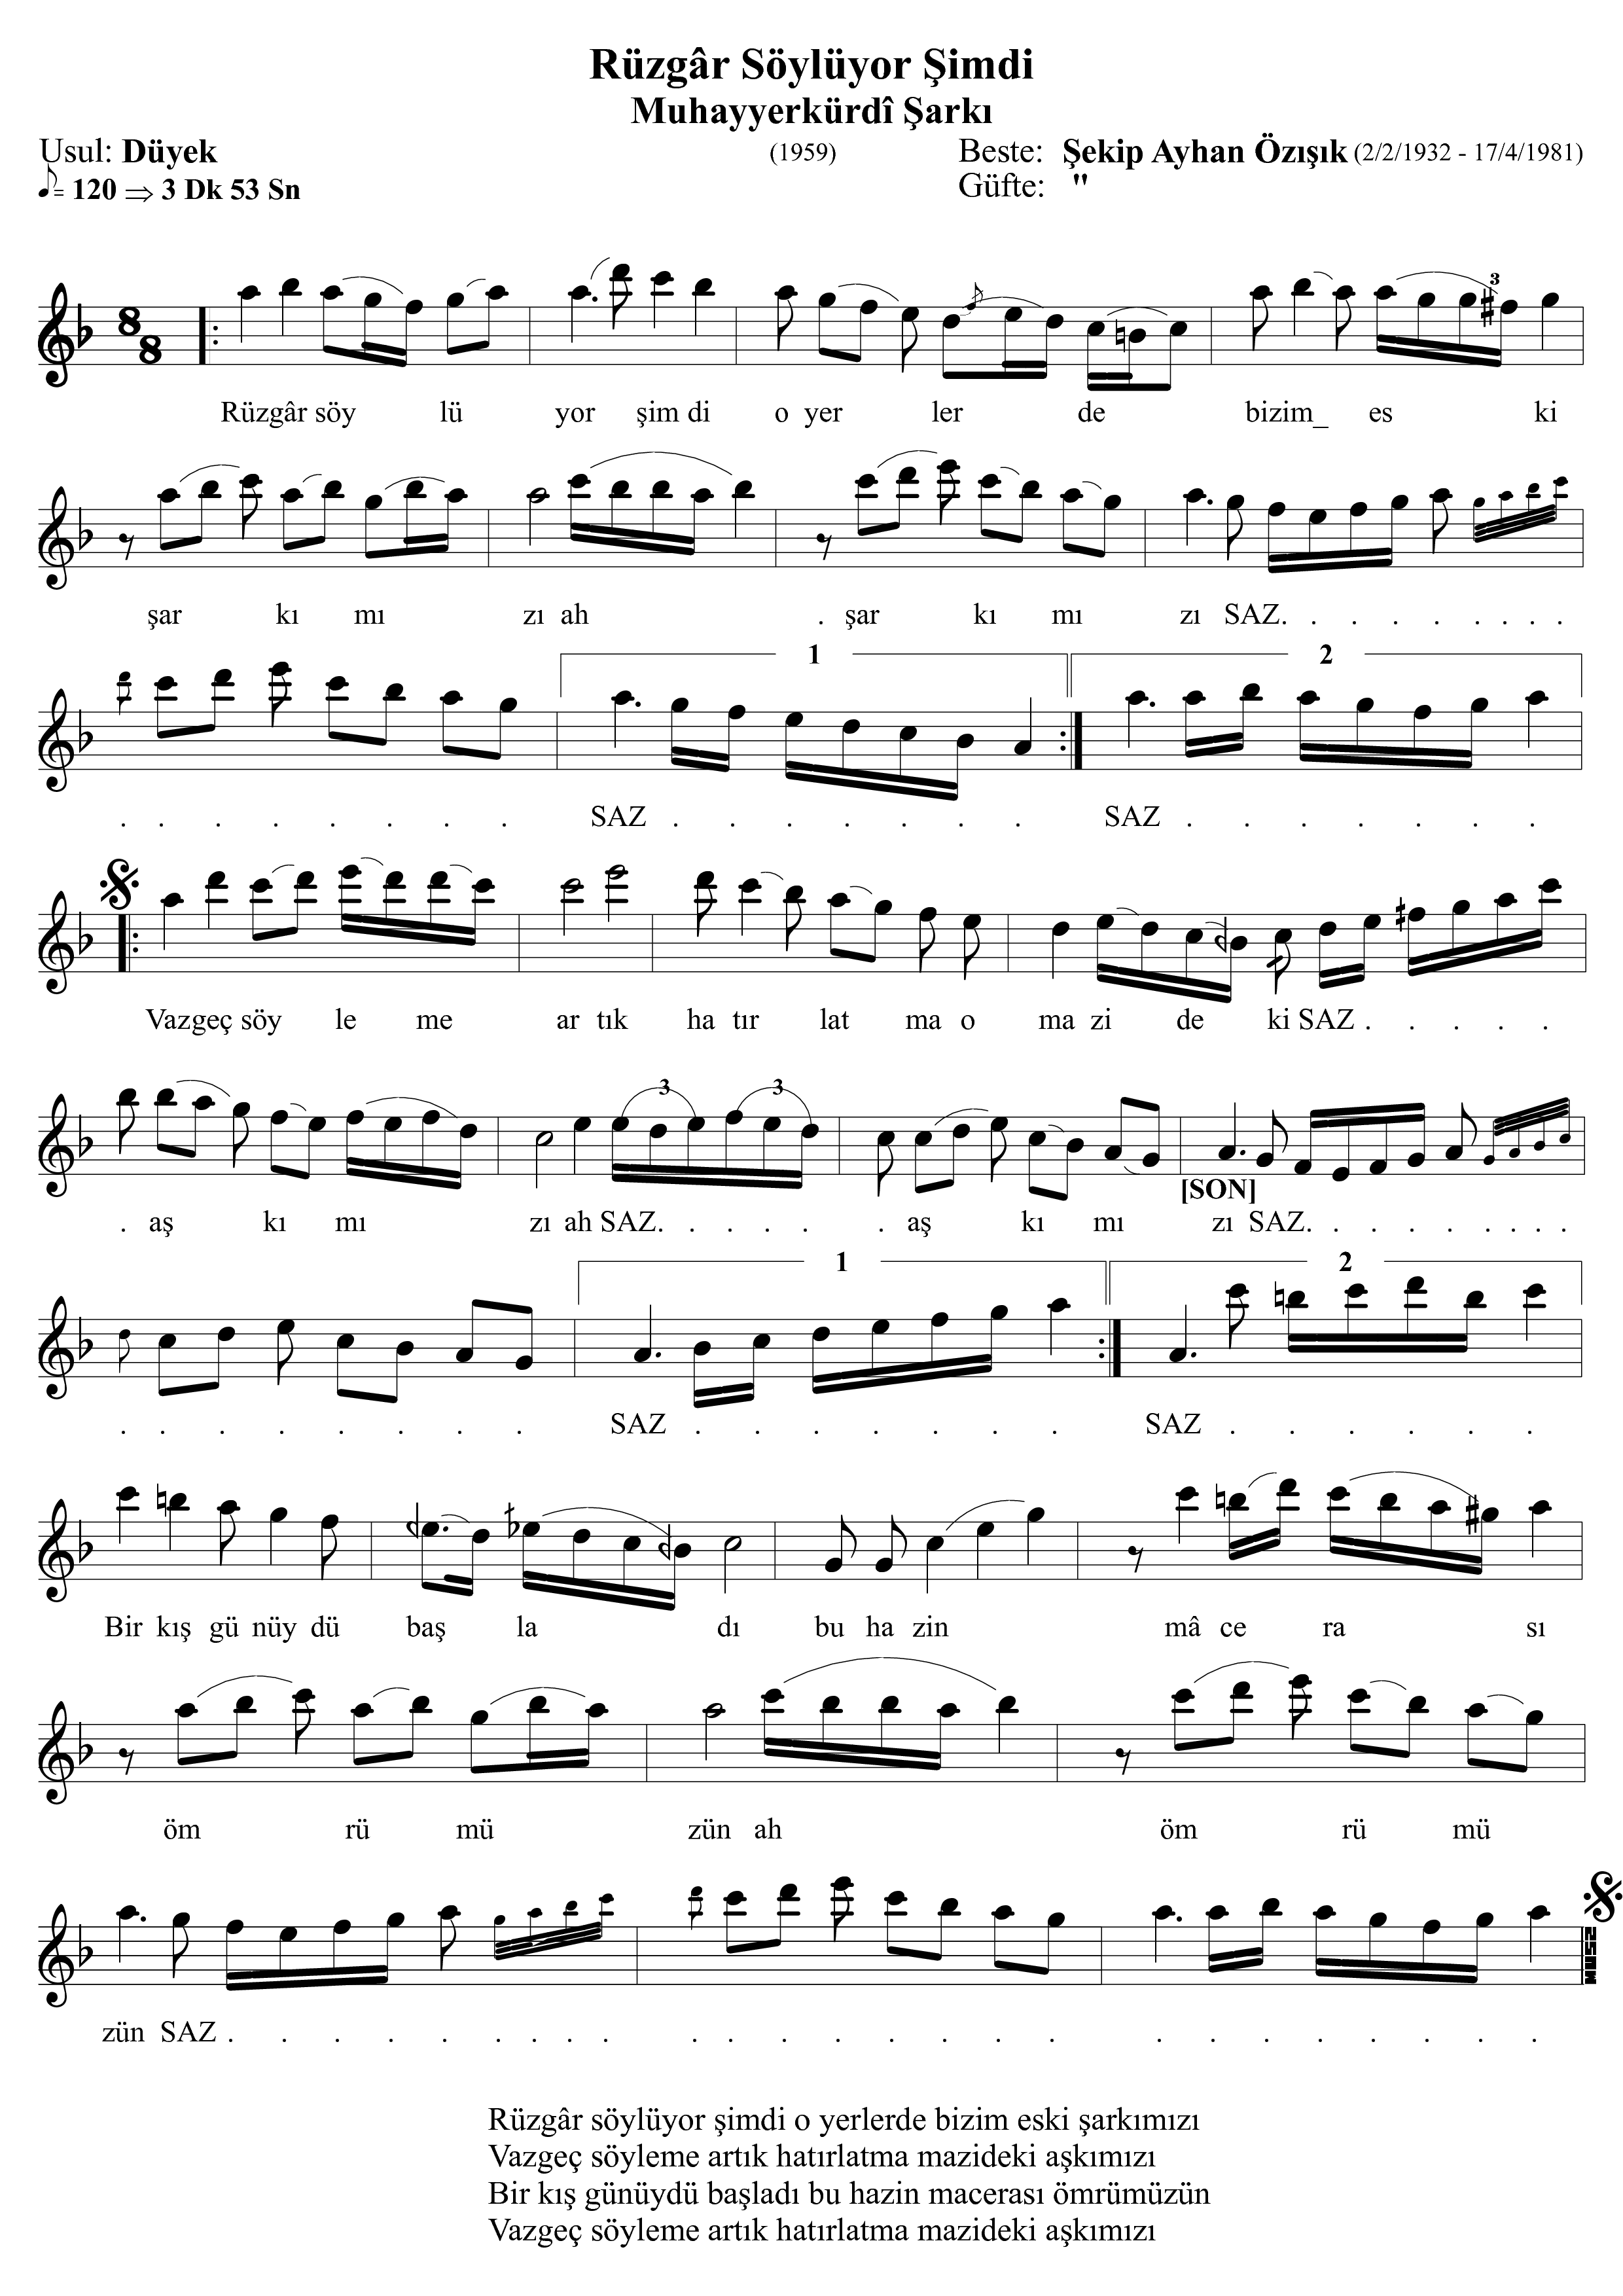 Rüzgâr Söylüyor Şimdi
Muhayyerkürdî Şarkı
Usul: Düyek
(1959)
Beste: Şekip Ayhan Özışık (2/2/1932 - 17/4/1981)
♪= 120 ⇒ 3 Dk 53 Sn
Güfte: "
8
8
3
Rüzgâr söy lü yor şim di o yer ler de bizim_ es ki
şar kı mı zı ah . şar kı mı zı SAZ. . . . . . . .
1 2
. . . . . . . . SAZ . . . . . . . SAZ . . . . . . .
Vazgeç söy le me ar tık ha tır lat ma o ma zi de ki SAZ . . . . .
3 3
[SON]
. aş kı mı zı ah SAZ. . . . . . aş kı mı zı SAZ. . . . . . . .
1 2
. . . . . . . . SAZ . . . . . . . SAZ . . . . . .
Bir kış gü nüy dü baş la dı bu ha zin mâ ce ra sı
öm rü mü zün ah öm rü mü
MUS2
zün SAZ . . . . . . . . . . . . . . . . . . . . . . . .
Rüzgâr söylüyor şimdi o yerlerde bizim eski şarkımızı
Vazgeç söyleme artık hatırlatma mazideki aşkımızı
Bir kış günüydü başladı bu hazin macerası ömrümüzün
Vazgeç söyleme artık hatırlatma mazideki aşkımızı